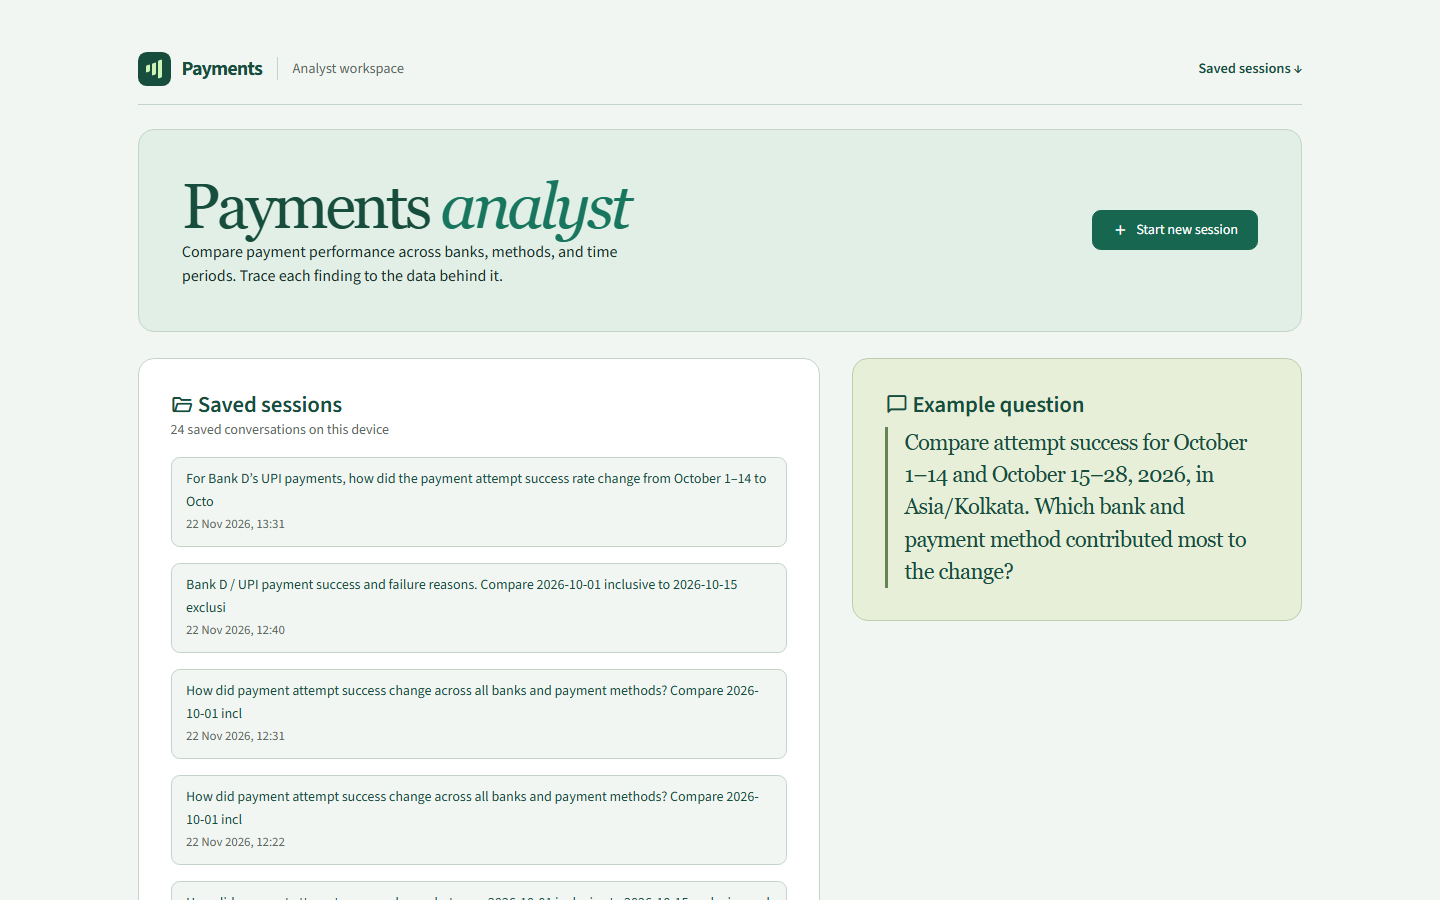 Payments
Analyst workspace
Saved sessions ↓
Payments analyst
Compare payment performance across banks, methods, and time
periods. Trace each finding to the data behind it.
+ Start new session
Saved sessions
24 saved conversations on this device
For Bank D’s UPI payments, how did the payment attempt success rate change from October 1–14 to
Octo
22 Nov 2026, 13:31
Bank D / UPI payment success and failure reasons. Compare 2026-10-01 inclusive to 2026-10-15
exclusi
22 Nov 2026, 12:40
How did payment attempt success change across all banks and payment methods? Compare 2026-
10-01 incl
22 Nov 2026, 12:31
How did payment attempt success change across all banks and payment methods? Compare 2026-
10-01 incl
22 Nov 2026, 12:22
Example question
Compare attempt success for October
1–14 and October 15–28, 2026, in
Asia/Kolkata. Which bank and
payment method contributed most to
the change?